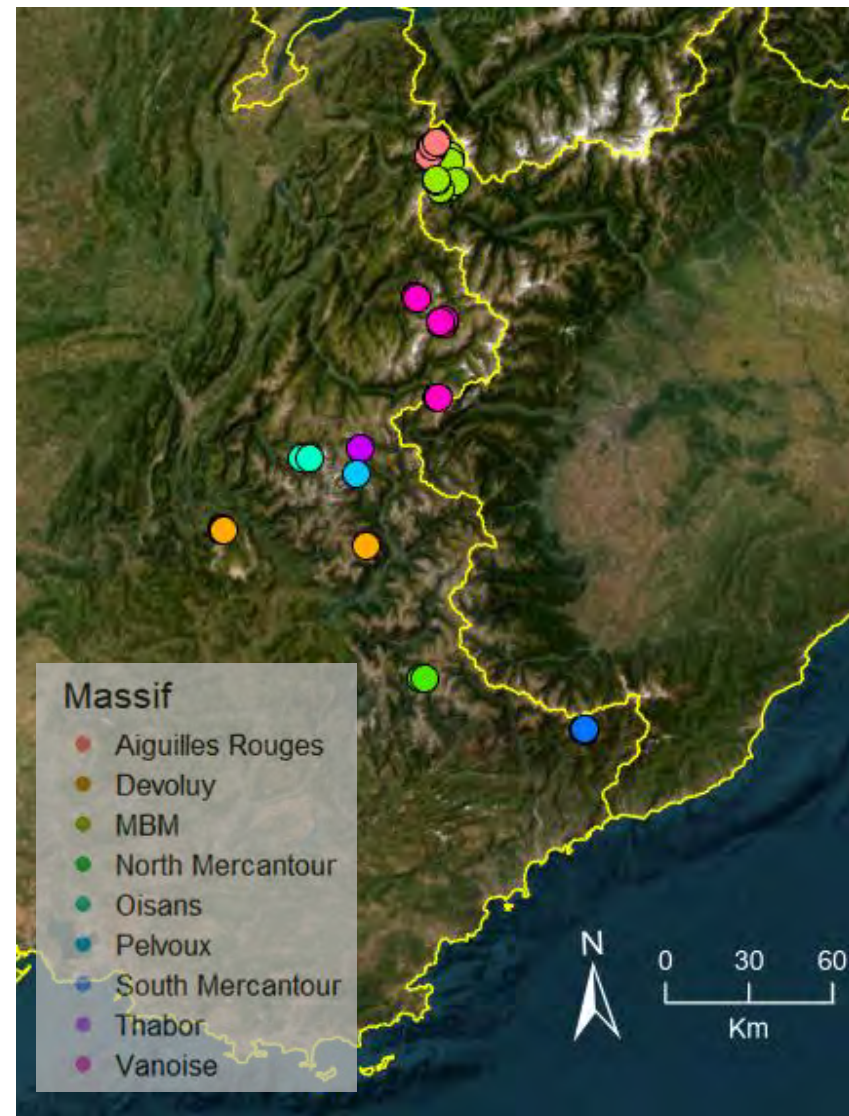 Massif
Aiguilles Rouges
Devoluy
MBM
North Mercantour
Oisans
Pelvoux
South Mercantour
Thabor
Vanoise
N
0 30 60
Km